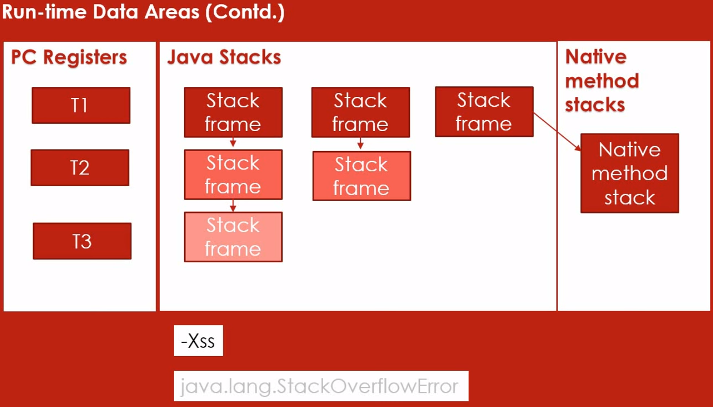 Run-time Data Areas (Contd.)
PC Registers
T1
T2
T3
Java Stacks
Stack
frame
Stack
frame
Stack
frame
Stack
frame
Stack
frame
Stack
frame
Native
method
stacks
Native
method
stack
-Xss
java.lang.StackOverflowError